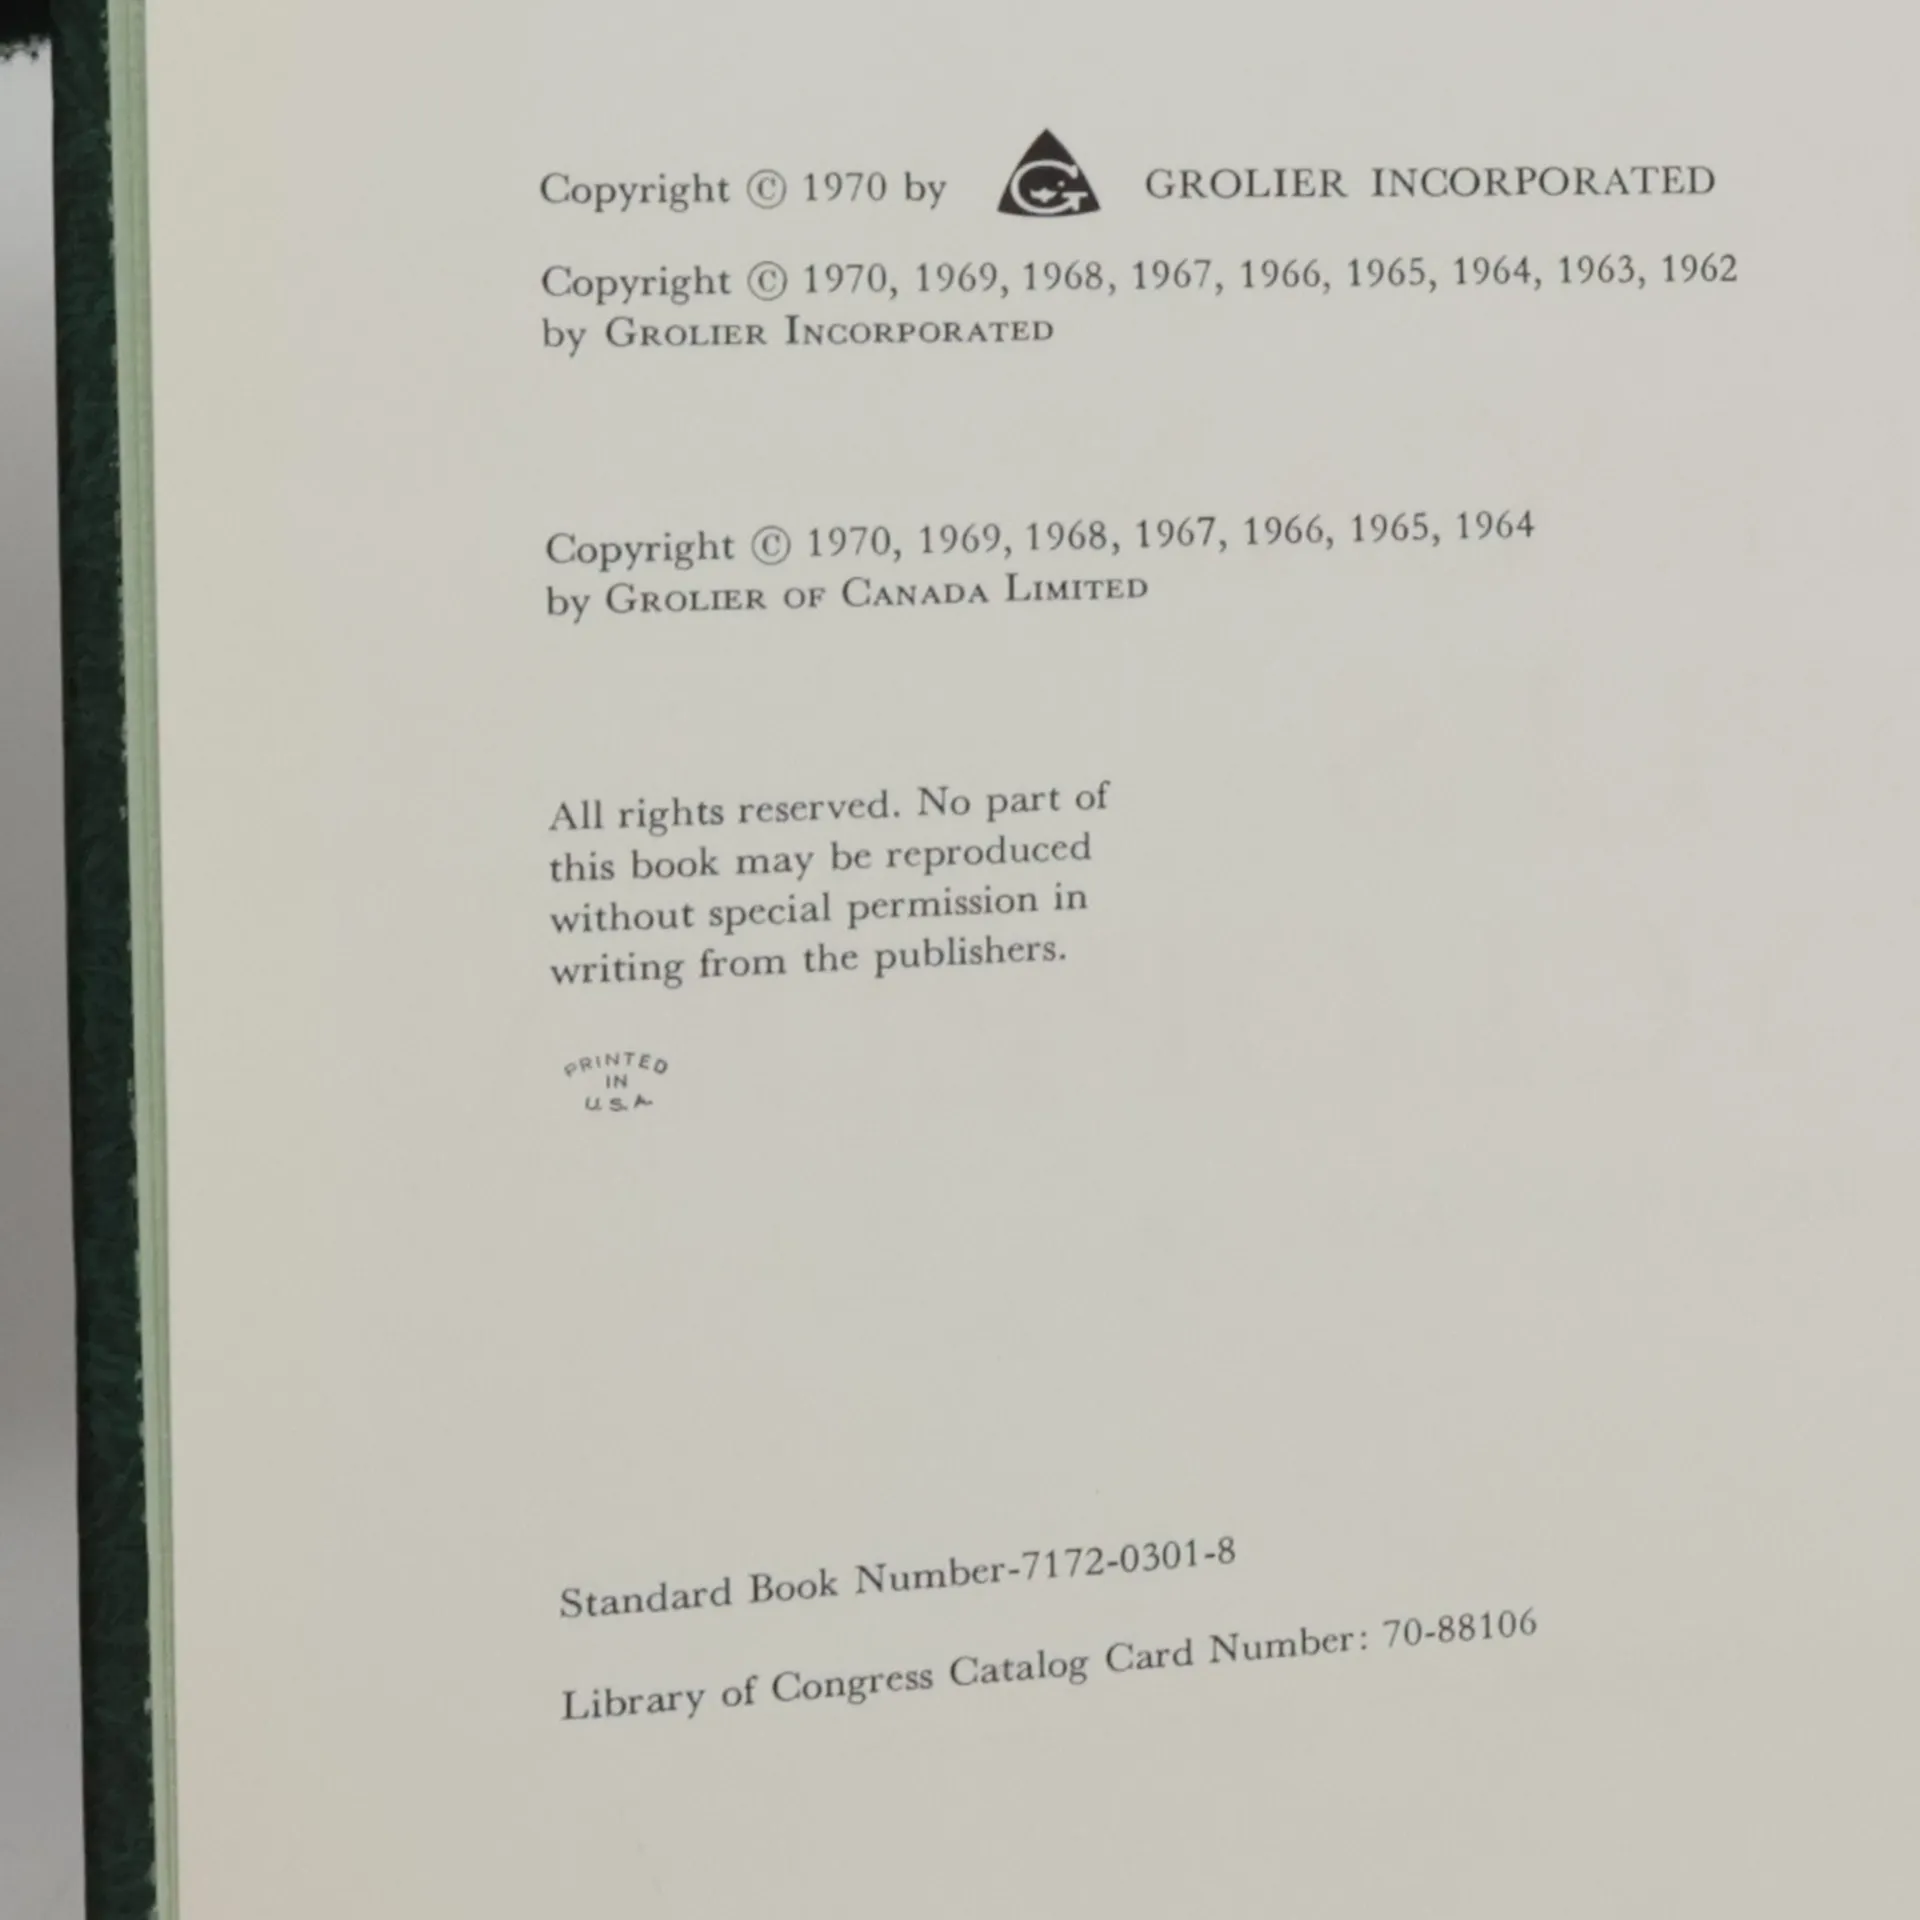 Copyright © 1970 by G GROLIER INCORPORATED
Copyright © 1970, 1969, 1968, 1967, 1966, 1965, 1964, 1963, 1962
by GROLIER INCORPORATED
Copyright © 1970, 1969, 1968, 1967, 1966, 1965, 1964
by GROLIER OF CANADA LIMITED
All rights reserved. No part of
this book may be reproduced
without special permission in
writing from the publishers.
PRINTED
IN
U.S.A.
Standard Book Number-7172-0301-8
Library of Congress Catalog Card Number: 70-88106